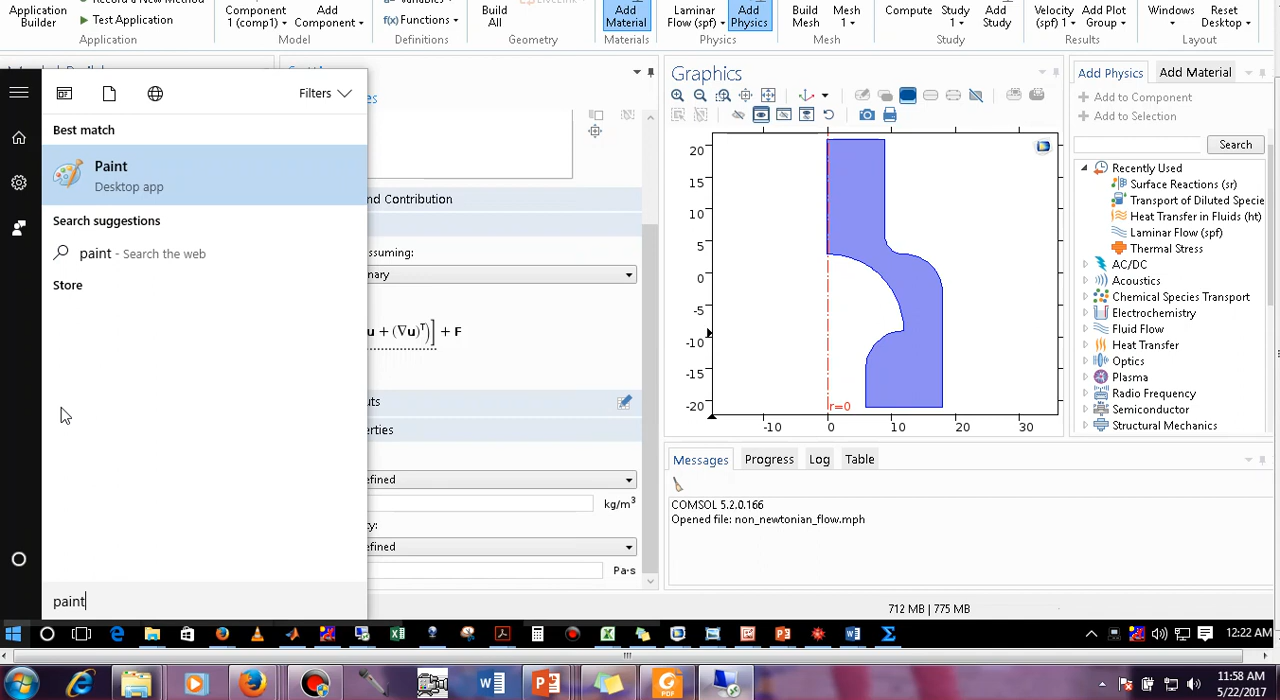 Record a New Method
Application Builder
Test Application
Application
Component 1 (comp1)
Add Component
Model
Variables
f(x) Functions
Definitions
Build All
LiveLink
Geometry
Add Material
Materials
Laminar Flow (spf)
Add Physics
Physics
Build Mesh
Mesh 1
Mesh
Compute
Study 1
Add Study
Study
Velocity (spf) 1
Add Plot Group
Results
Windows
Reset Desktop
Layout
Filters
Best match
Paint
Desktop app
Search suggestions
paint - Search the web
Store
paint
and Contribution
ssuming:
nary
u + (∇u)ᵀ)] + F
uts
erties
efined
kg/m³
y:
efined
Pa·s
Graphics
20
15
10
5
0
-5
-10
-15
-20
r=0
-10
0
10
20
30
Messages
Progress
Log
Table
COMSOL 5.2.0.166
Opened file: non_newtonian_flow.mph
712 MB | 775 MB
Add Physics
Add Material
Add to Component
Add to Selection
Search
Recently Used
Surface Reactions (sr)
Transport of Diluted Specie
Heat Transfer in Fluids (ht)
Laminar Flow (spf)
Thermal Stress
AC/DC
Acoustics
Chemical Species Transport
Electrochemistry
Fluid Flow
Heat Transfer
Optics
Plasma
Radio Frequency
Semiconductor
Structural Mechanics
12:22 AM
11:58 AM
5/22/2017